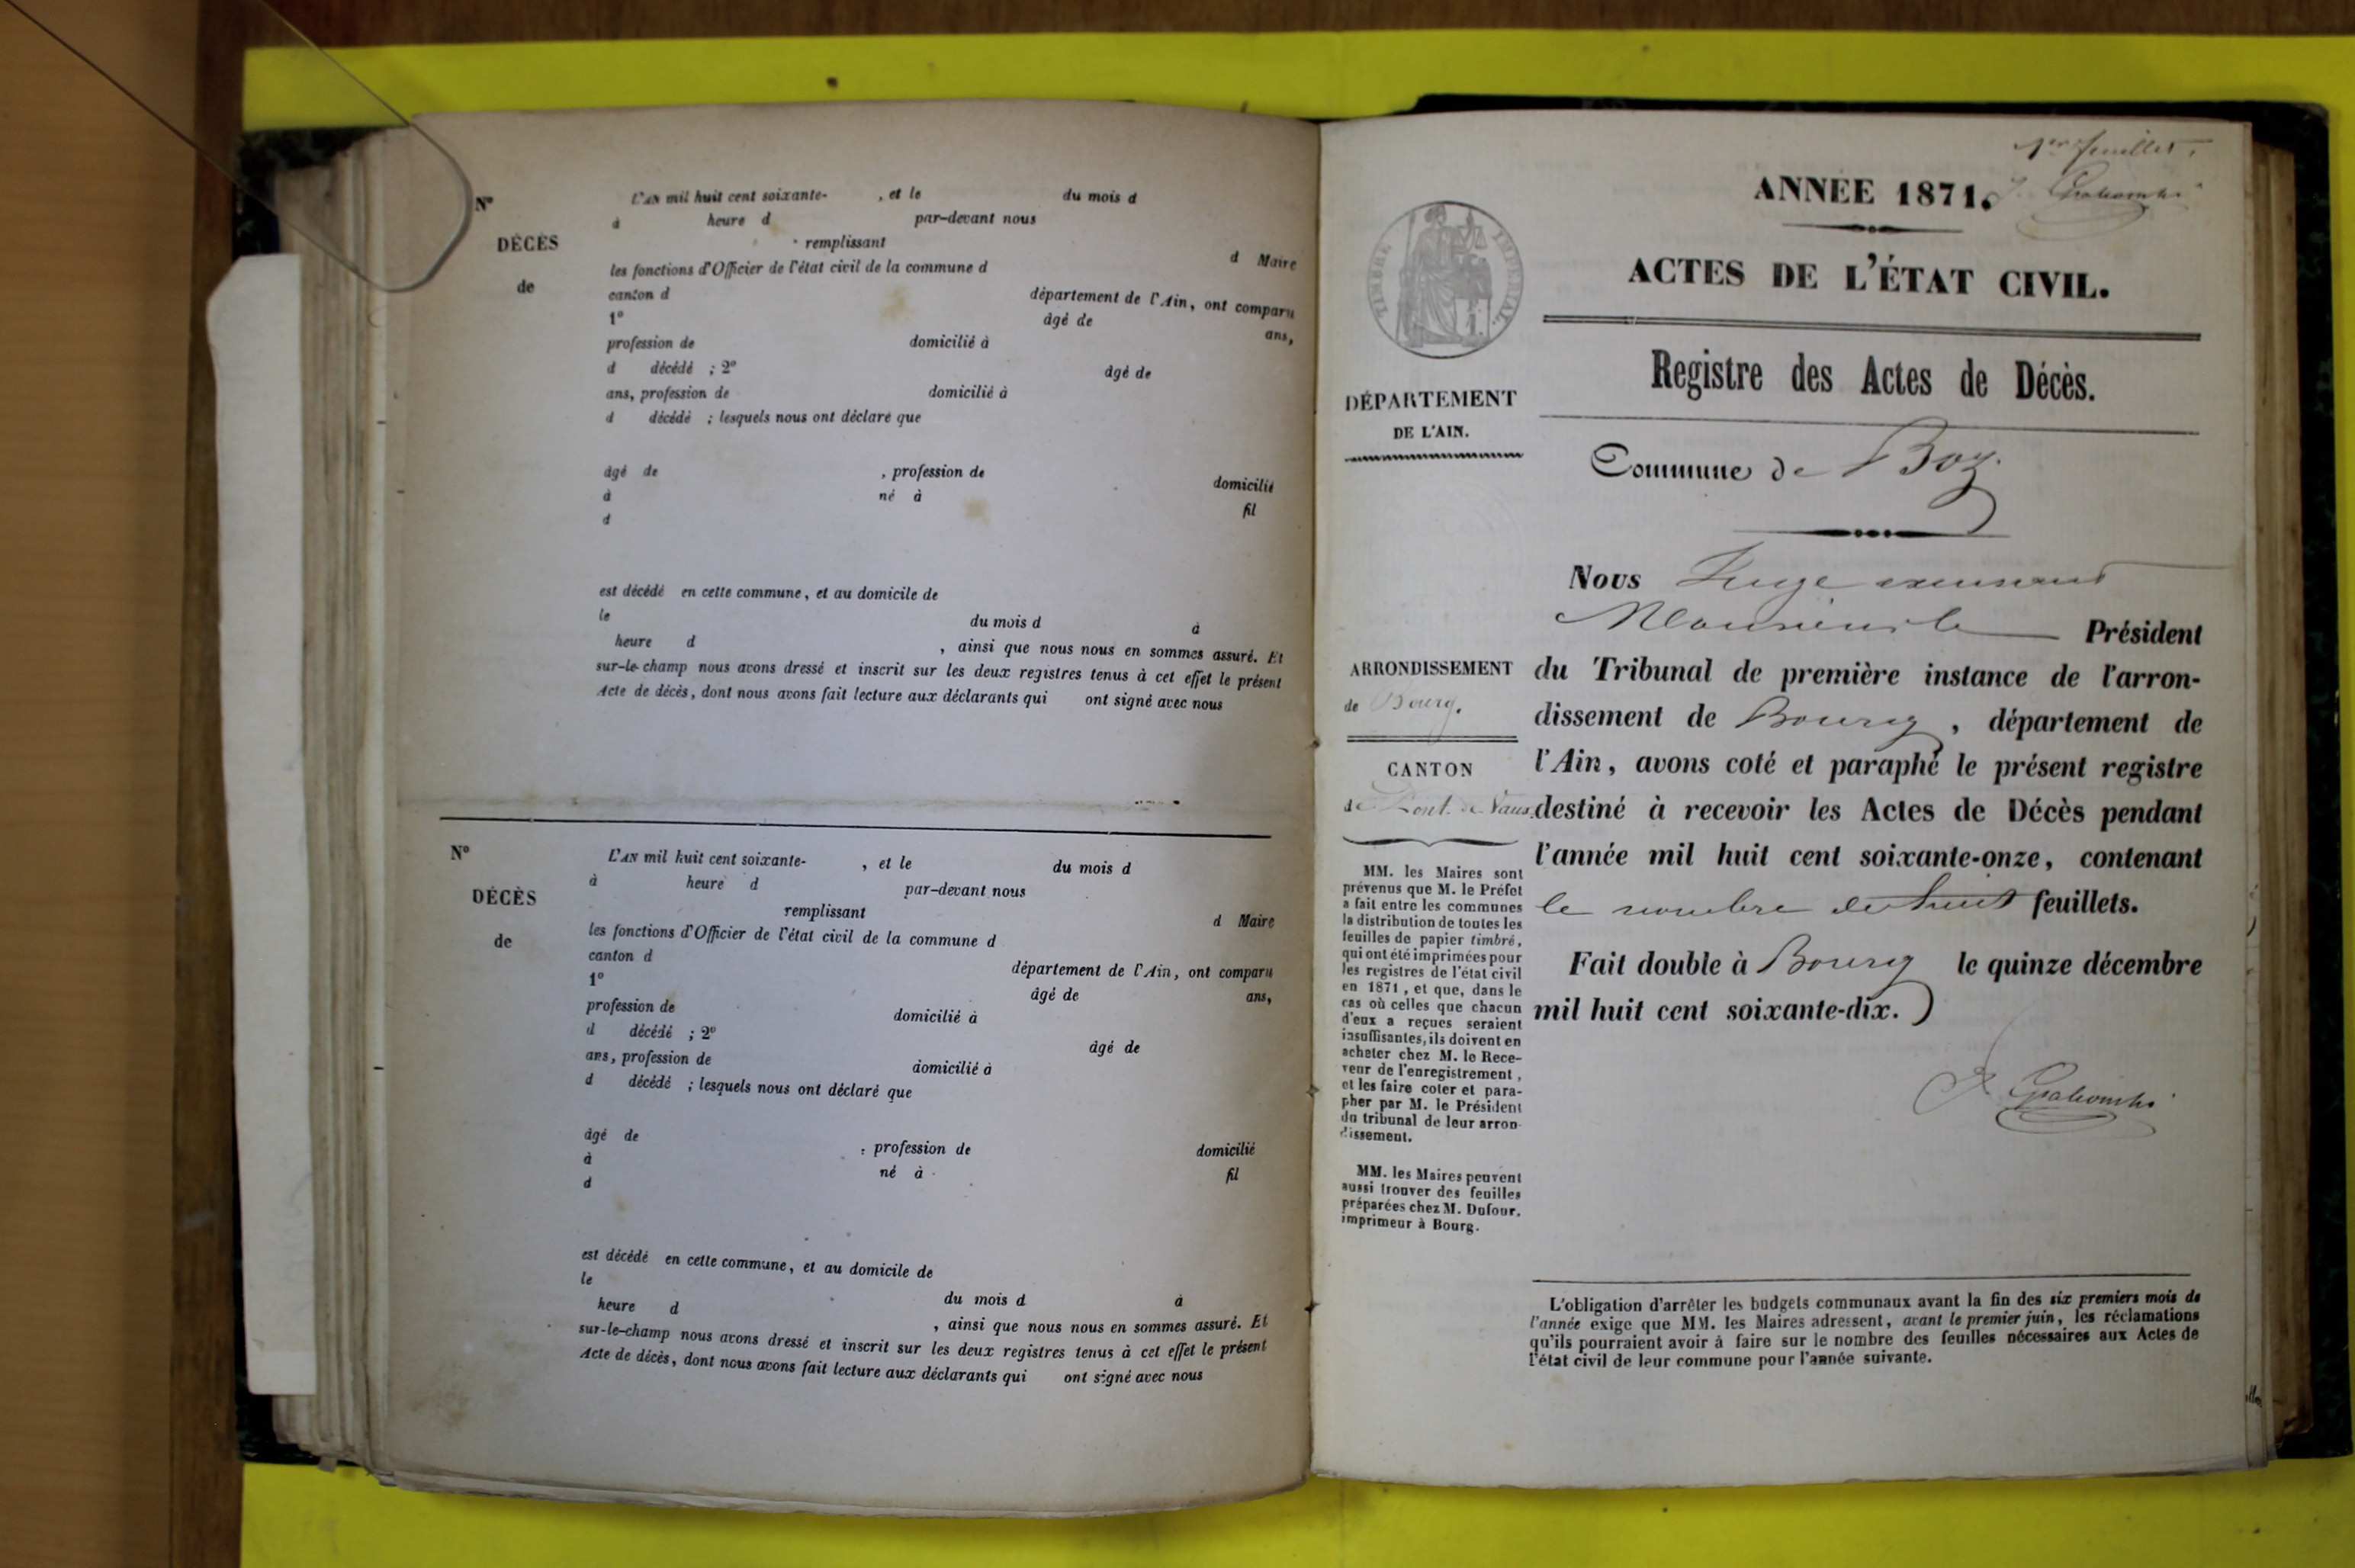 N°
DÉCÈS
de
L'AN mil huit cent soixante- , et le du mois d
à heure d par-devant nous
remplissant d Maire
les fonctions d'Officier de l'état civil de la commune d
canton d département de l'Ain, ont comparu
1° âgé de ans,
profession de domicilié à
d décédé ; 2° âgé de
ans, profession de domicilié à
d décédé ; lesquels nous ont déclaré que
âgé de , profession de domicilié
à né à fil
d
est décédé en cette commune, et au domicile de
le du mois d à
heure d , ainsi que nous nous en sommes assuré. Et
sur-le-champ nous avons dressé et inscrit sur les deux registres tenus à cet effet le présent
Acte de décès, dont nous avons fait lecture aux déclarants qui ont signé avec nous
N°
DÉCÈS
de
L'AN mil huit cent soixante- , et le du mois d
à heure d par-devant nous
remplissant d Maire
les fonctions d'Officier de l'état civil de la commune d
canton d département de l'Ain, ont comparu
1° âgé de ans,
profession de domicilié à
d décédé ; 2° âgé de
ans, profession de domicilié à
d décédé ; lesquels nous ont déclaré que
âgé de , profession de domicilié
à né à fil
d
est décédé en cette commune, et au domicile de
le du mois d à
heure d , ainsi que nous nous en sommes assuré. Et
sur-le-champ nous avons dressé et inscrit sur les deux registres tenus à cet effet le présent
Acte de décès, dont nous avons fait lecture aux déclarants qui ont signé avec nous
1er feuillet.
ANNÉE 1871.
ACTES DE L'ÉTAT CIVIL.
TIMBRE IMPÉRIAL.
Registre des Actes de Décès.
DÉPARTEMENT
DE L'AIN.
Commune de Boz
ARRONDISSEMENT
de Bourg.
CANTON
de Pont de Vaux
MM. les Maires sont
prévenus que M. le Préfet
a fait entre les communes
la distribution de toutes les
feuilles de papier timbré,
qui ont été imprimées pour
les registres de l'état civil
en 1871, et que, dans le
cas où celles que chacun
d'eux a reçues seraient
insuffisantes, ils doivent en
acheter chez M. le Rece-
veur de l'enregistrement,
et les faire coter et para-
pher par M. le Président
du tribunal de leur arron-
dissement.
MM. les Maires peuvent
aussi trouver des feuilles
préparées chez M. Dufour,
imprimeur à Bourg.
Nous Juge
Monsieur le Président
du Tribunal de première instance de l'arron-
dissement de Bourg, département de
l'Ain, avons coté et paraphé le présent registre
destiné à recevoir les Actes de Décès pendant
l'année mil huit cent soixante-onze, contenant
le nombre de huit feuillets.
Fait double à Bourg le quinze décembre
mil huit cent soixante-dix.
L'obligation d'arrêter les budgets communaux avant la fin des six premiers mois de
l'année exige que MM. les Maires adressent, avant le premier juin, les réclamations
qu'ils pourraient avoir à faire sur le nombre des feuilles nécessaires aux Actes de
l'état civil de leur commune pour l'année suivante.